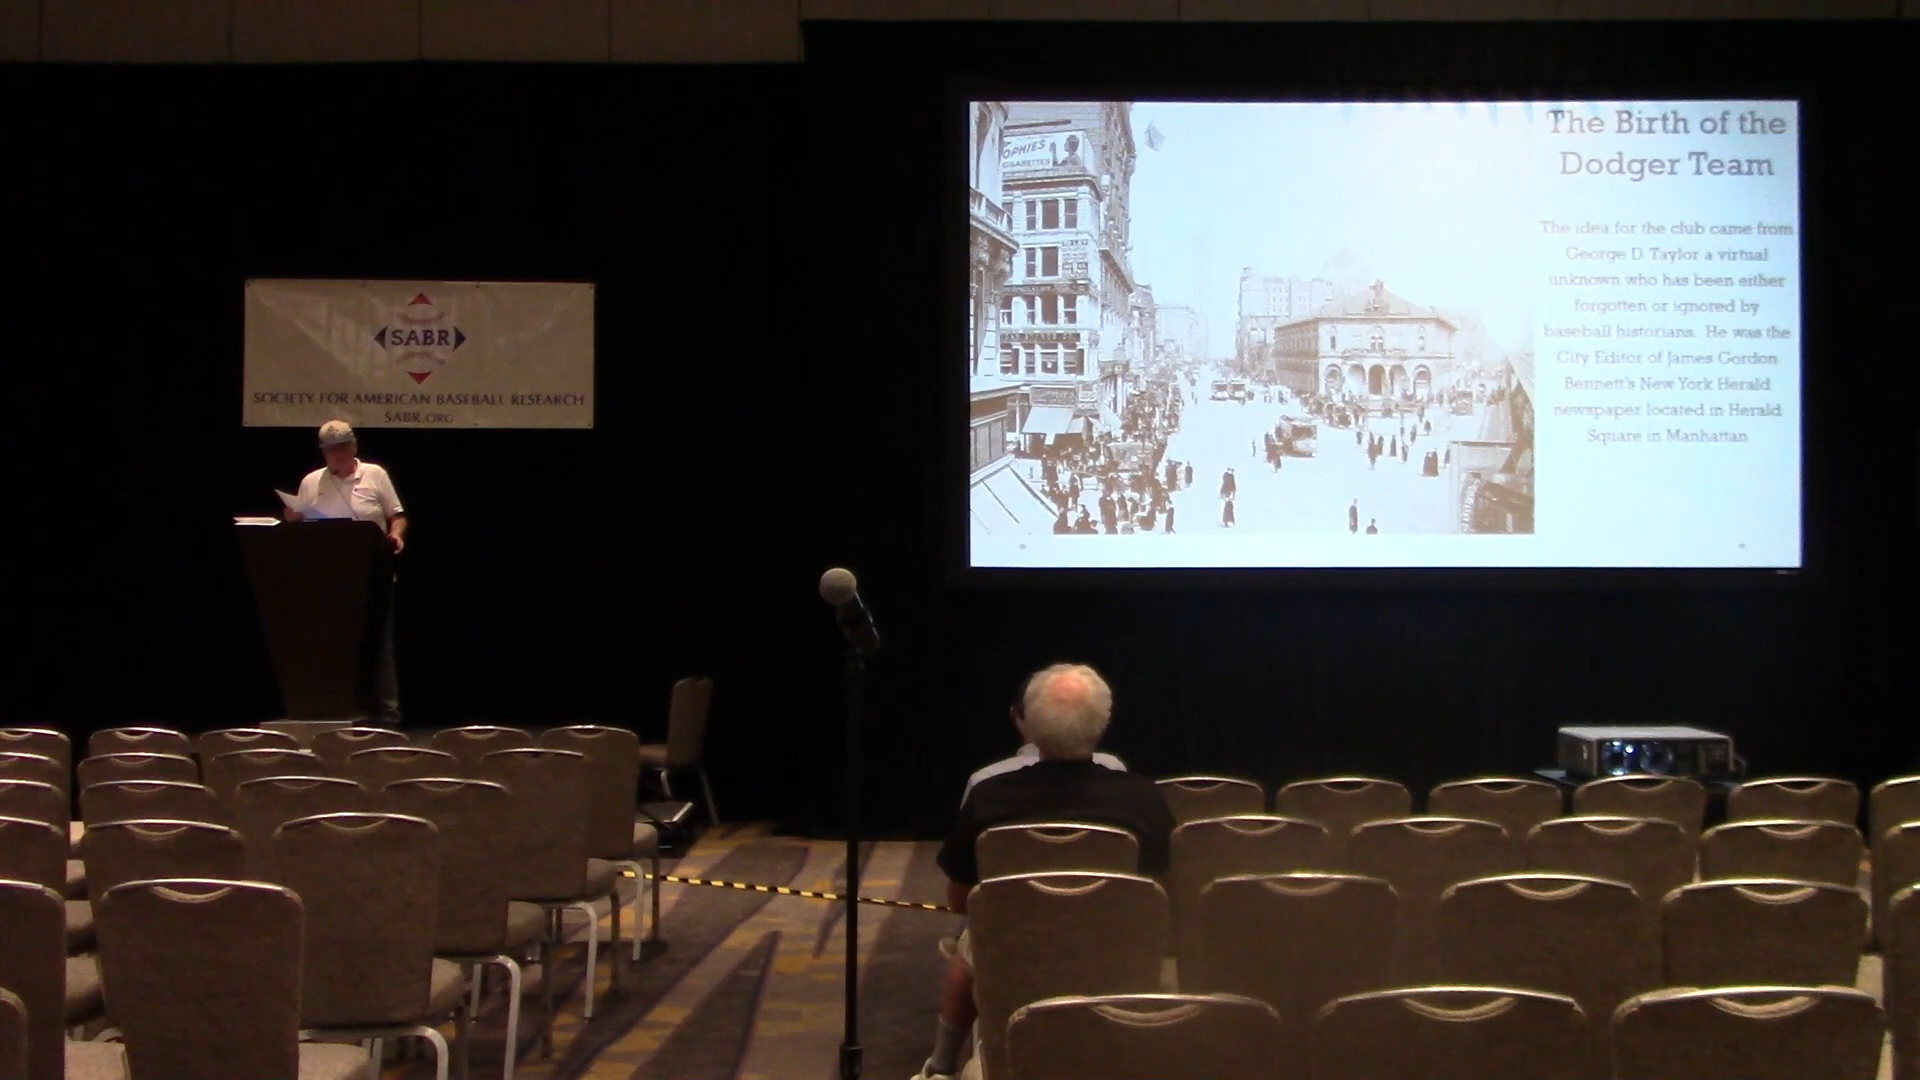 SABR
SOCIETY FOR AMERICAN BASEBALL RESEARCH
SABR.ORG
OPHIES
CIGARETTES
The Birth of the
Dodger Team
The idea for the club came from
George D. Taylor a virtual
unknown who has been either
forgotten or ignored by
baseball historians. He was the
City Editor of James Gordon
Bennett's New York Herald
newspaper located in Herald
Square in Manhattan